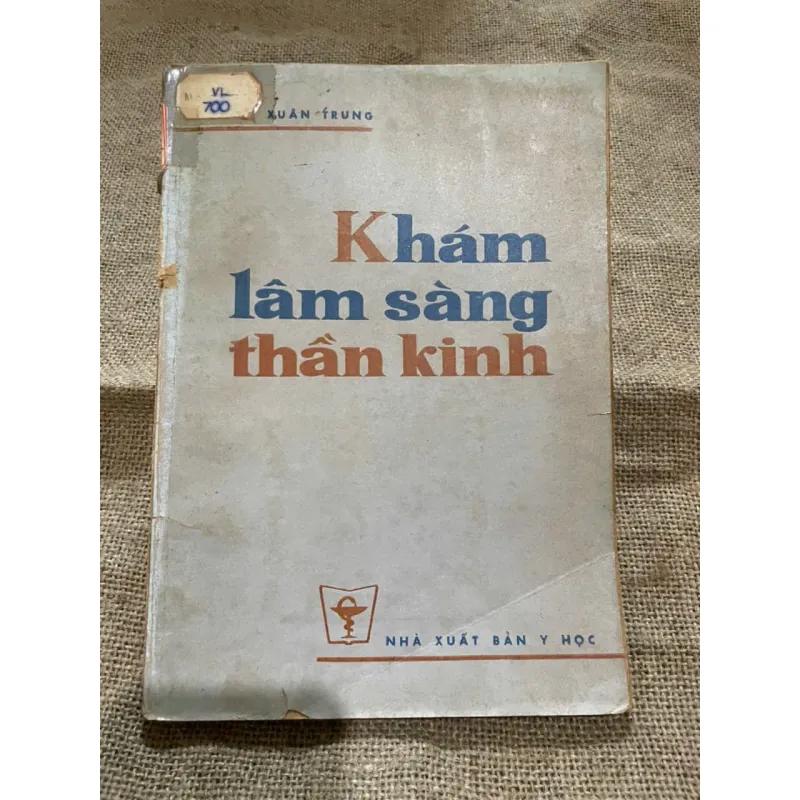 VL
700
XUÂN TRUNG
Khám
lâm sàng
thần kinh
NHÀ XUẤT BẢN Y HỌC